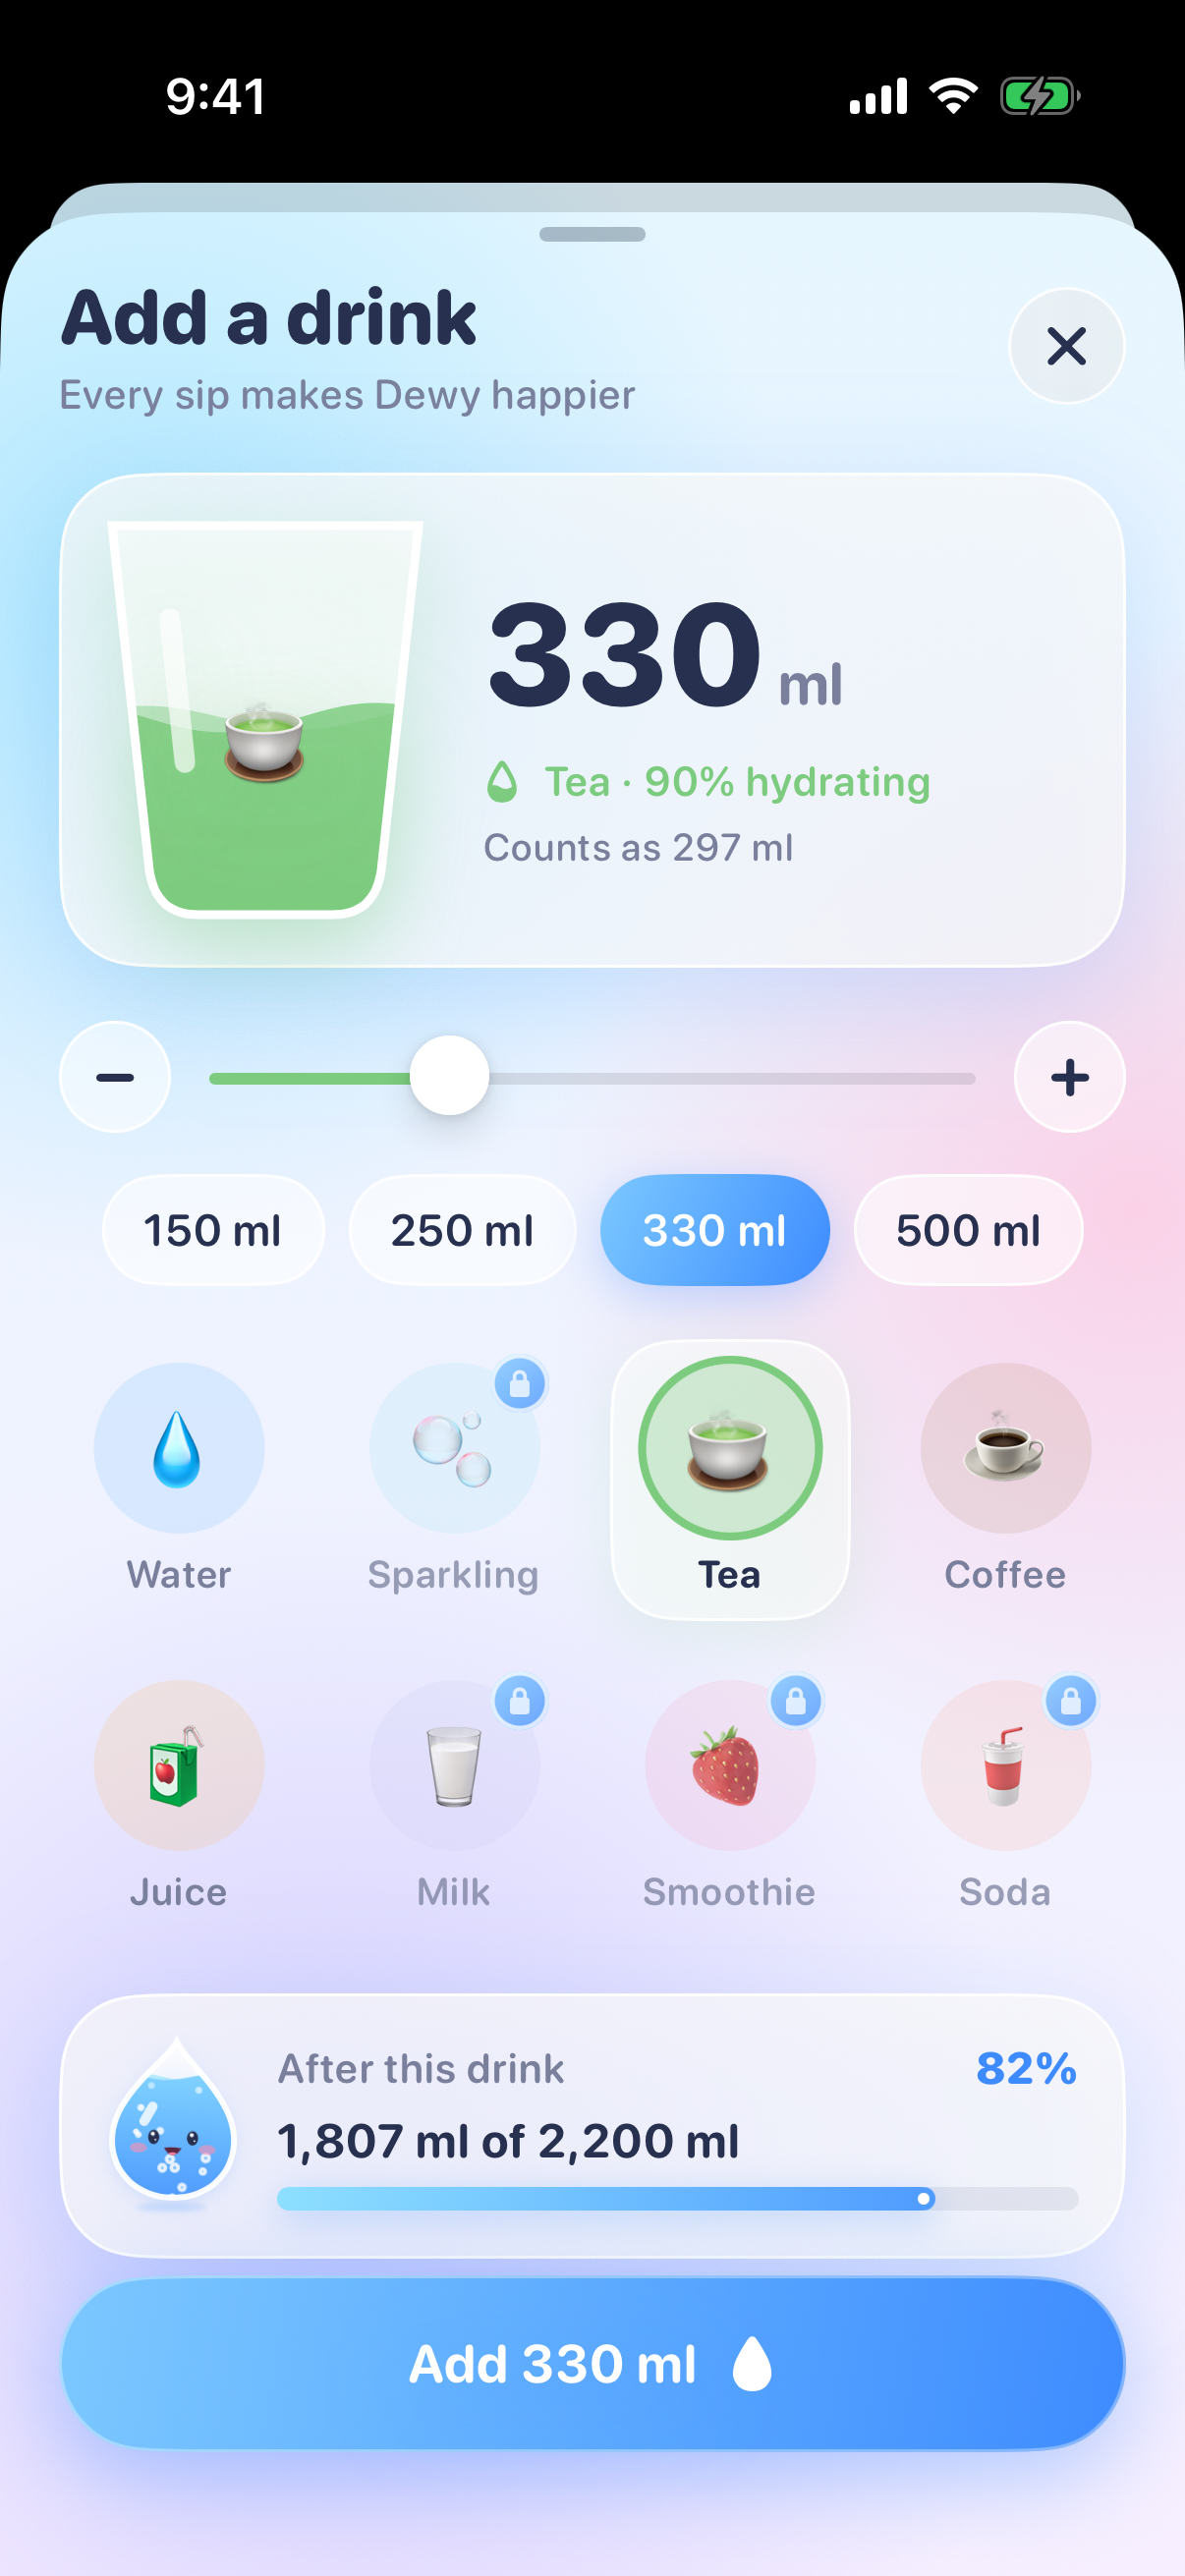 9:41
Add a drink
Every sip makes Dewy happier
330 ml
Tea · 90% hydrating
Counts as 297 ml
150 ml 250 ml 330 ml 500 ml
Water Sparkling Tea Coffee
Juice Milk Smoothie Soda
After this drink 82%
1,807 ml of 2,200 ml
Add 330 ml